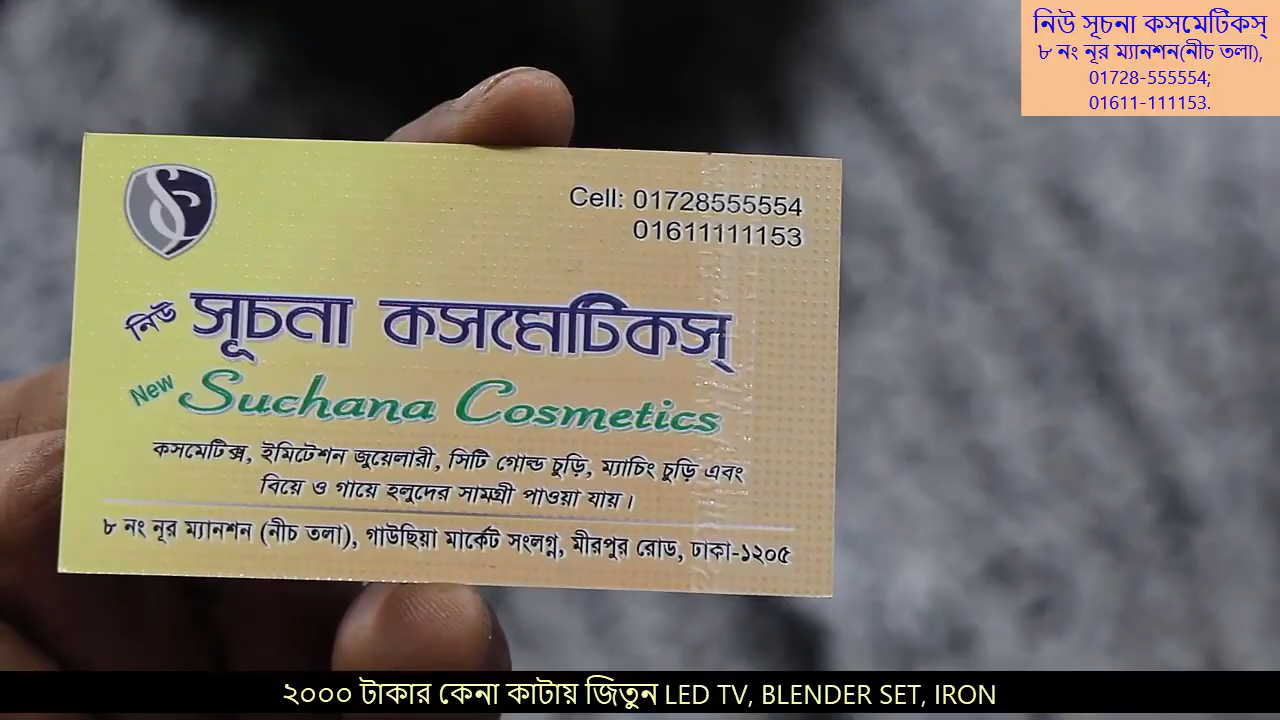 নিউ সূচনা কসমেটিকস্
৮ নং নূর ম্যানশন(নীচ তলা),
01728-555554;
01611-111153.
Cell: 01728555554
01611111153
নিউ সূচনা কসমেটিকস্
New Suchana Cosmetics
কসমেটিক্স, ইমিটেশন জুয়েলারী, সিটি গোল্ড চুড়ি, ম্যাচিং চুড়ি এবং
বিয়ে ও গায়ে হলুদের সামগ্রী পাওয়া যায়।
৮ নং নূর ম্যানশন (নীচ তলা), গাউছিয়া মার্কেট সংলগ্ন, মীরপুর রোড, ঢাকা-১২০৫
২০০০ টাকার কেনা কাটায় জিতুন LED TV, BLENDER SET, IRON